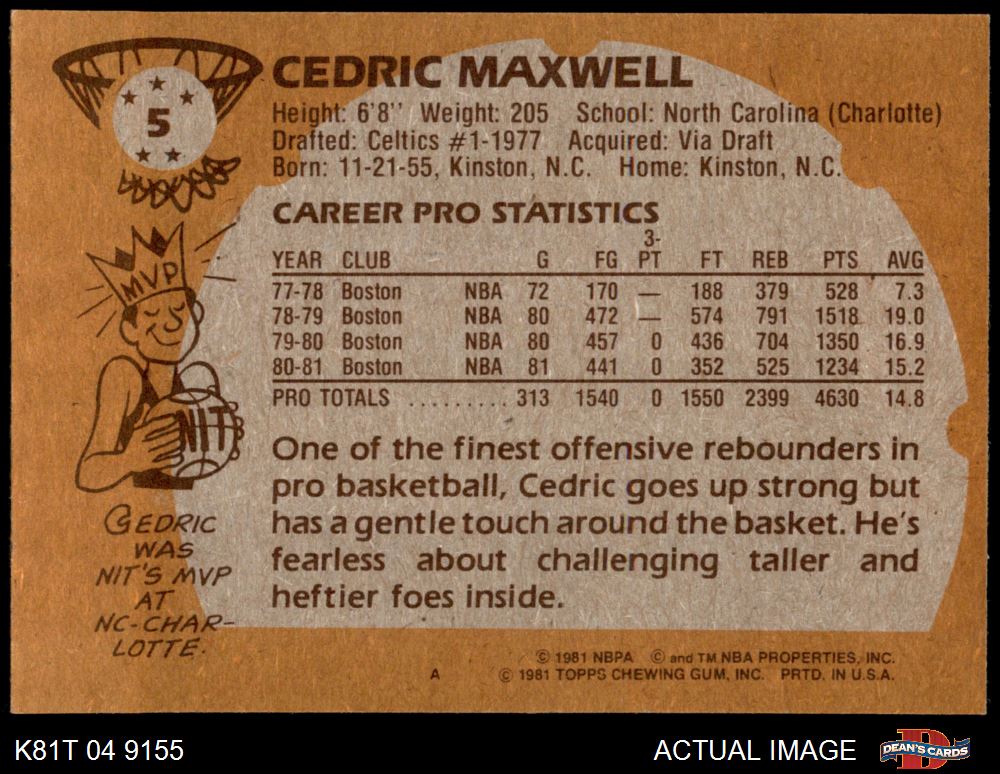 5
CEDRIC MAXWELL
Height: 6'8'' Weight: 205 School: North Carolina (Charlotte)
Drafted: Celtics #1-1977 Acquired: Via Draft
Born: 11-21-55, Kinston, N.C. Home: Kinston, N.C.
CAREER PRO STATISTICS
YEAR CLUB G FG 3-PT FT REB PTS AVG
77-78 Boston NBA 72 170 — 188 379 528 7.3
78-79 Boston NBA 80 472 — 574 791 1518 19.0
79-80 Boston NBA 80 457 0 436 704 1350 16.9
80-81 Boston NBA 81 441 0 352 525 1234 15.2
PRO TOTALS .......... 313 1540 0 1550 2399 4630 14.8
MVP
NIT
CEDRIC
WAS
NIT'S MVP
AT
NC-CHAR-
LOTTE.
One of the finest offensive rebounders in
pro basketball, Cedric goes up strong but
has a gentle touch around the basket. He's
fearless about challenging taller and
heftier foes inside.
© 1981 NBPA © and TM NBA PROPERTIES, INC.
A © 1981 TOPPS CHEWING GUM, INC. PRTD. IN U.S.A.
K81T 04 9155 ACTUAL IMAGE DEAN'S CARDS